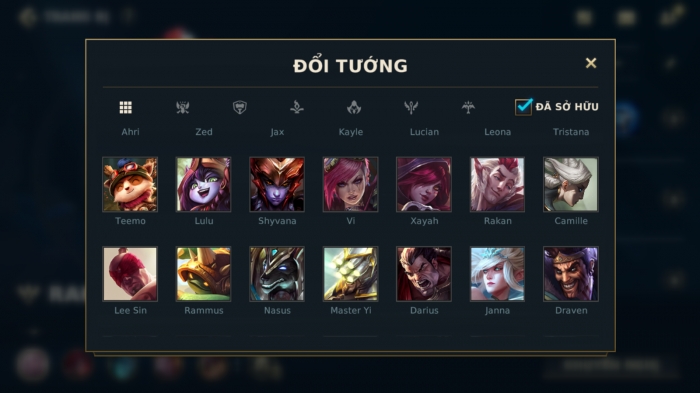 ĐỔI TƯỚNG
ĐÃ SỞ HỮU
Ahri Zed Jax Kayle Lucian Leona Tristana
Teemo Lulu Shyvana Vi Xayah Rakan Camille
Lee Sin Rammus Nasus Master Yi Darius Janna Draven